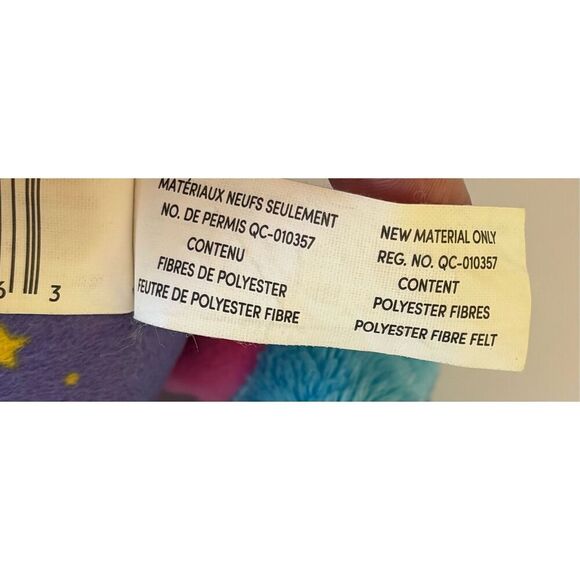 MATÉRIAUX NEUFS SEULEMENT
NO. DE PERMIS QC-010357
CONTENU
FIBRES DE POLYESTER
FEUTRE DE POLYESTER FIBRE
NEW MATERIAL ONLY
REG. NO. QC-010357
CONTENT
POLYESTER FIBRES
POLYESTER FIBRE FELT
3